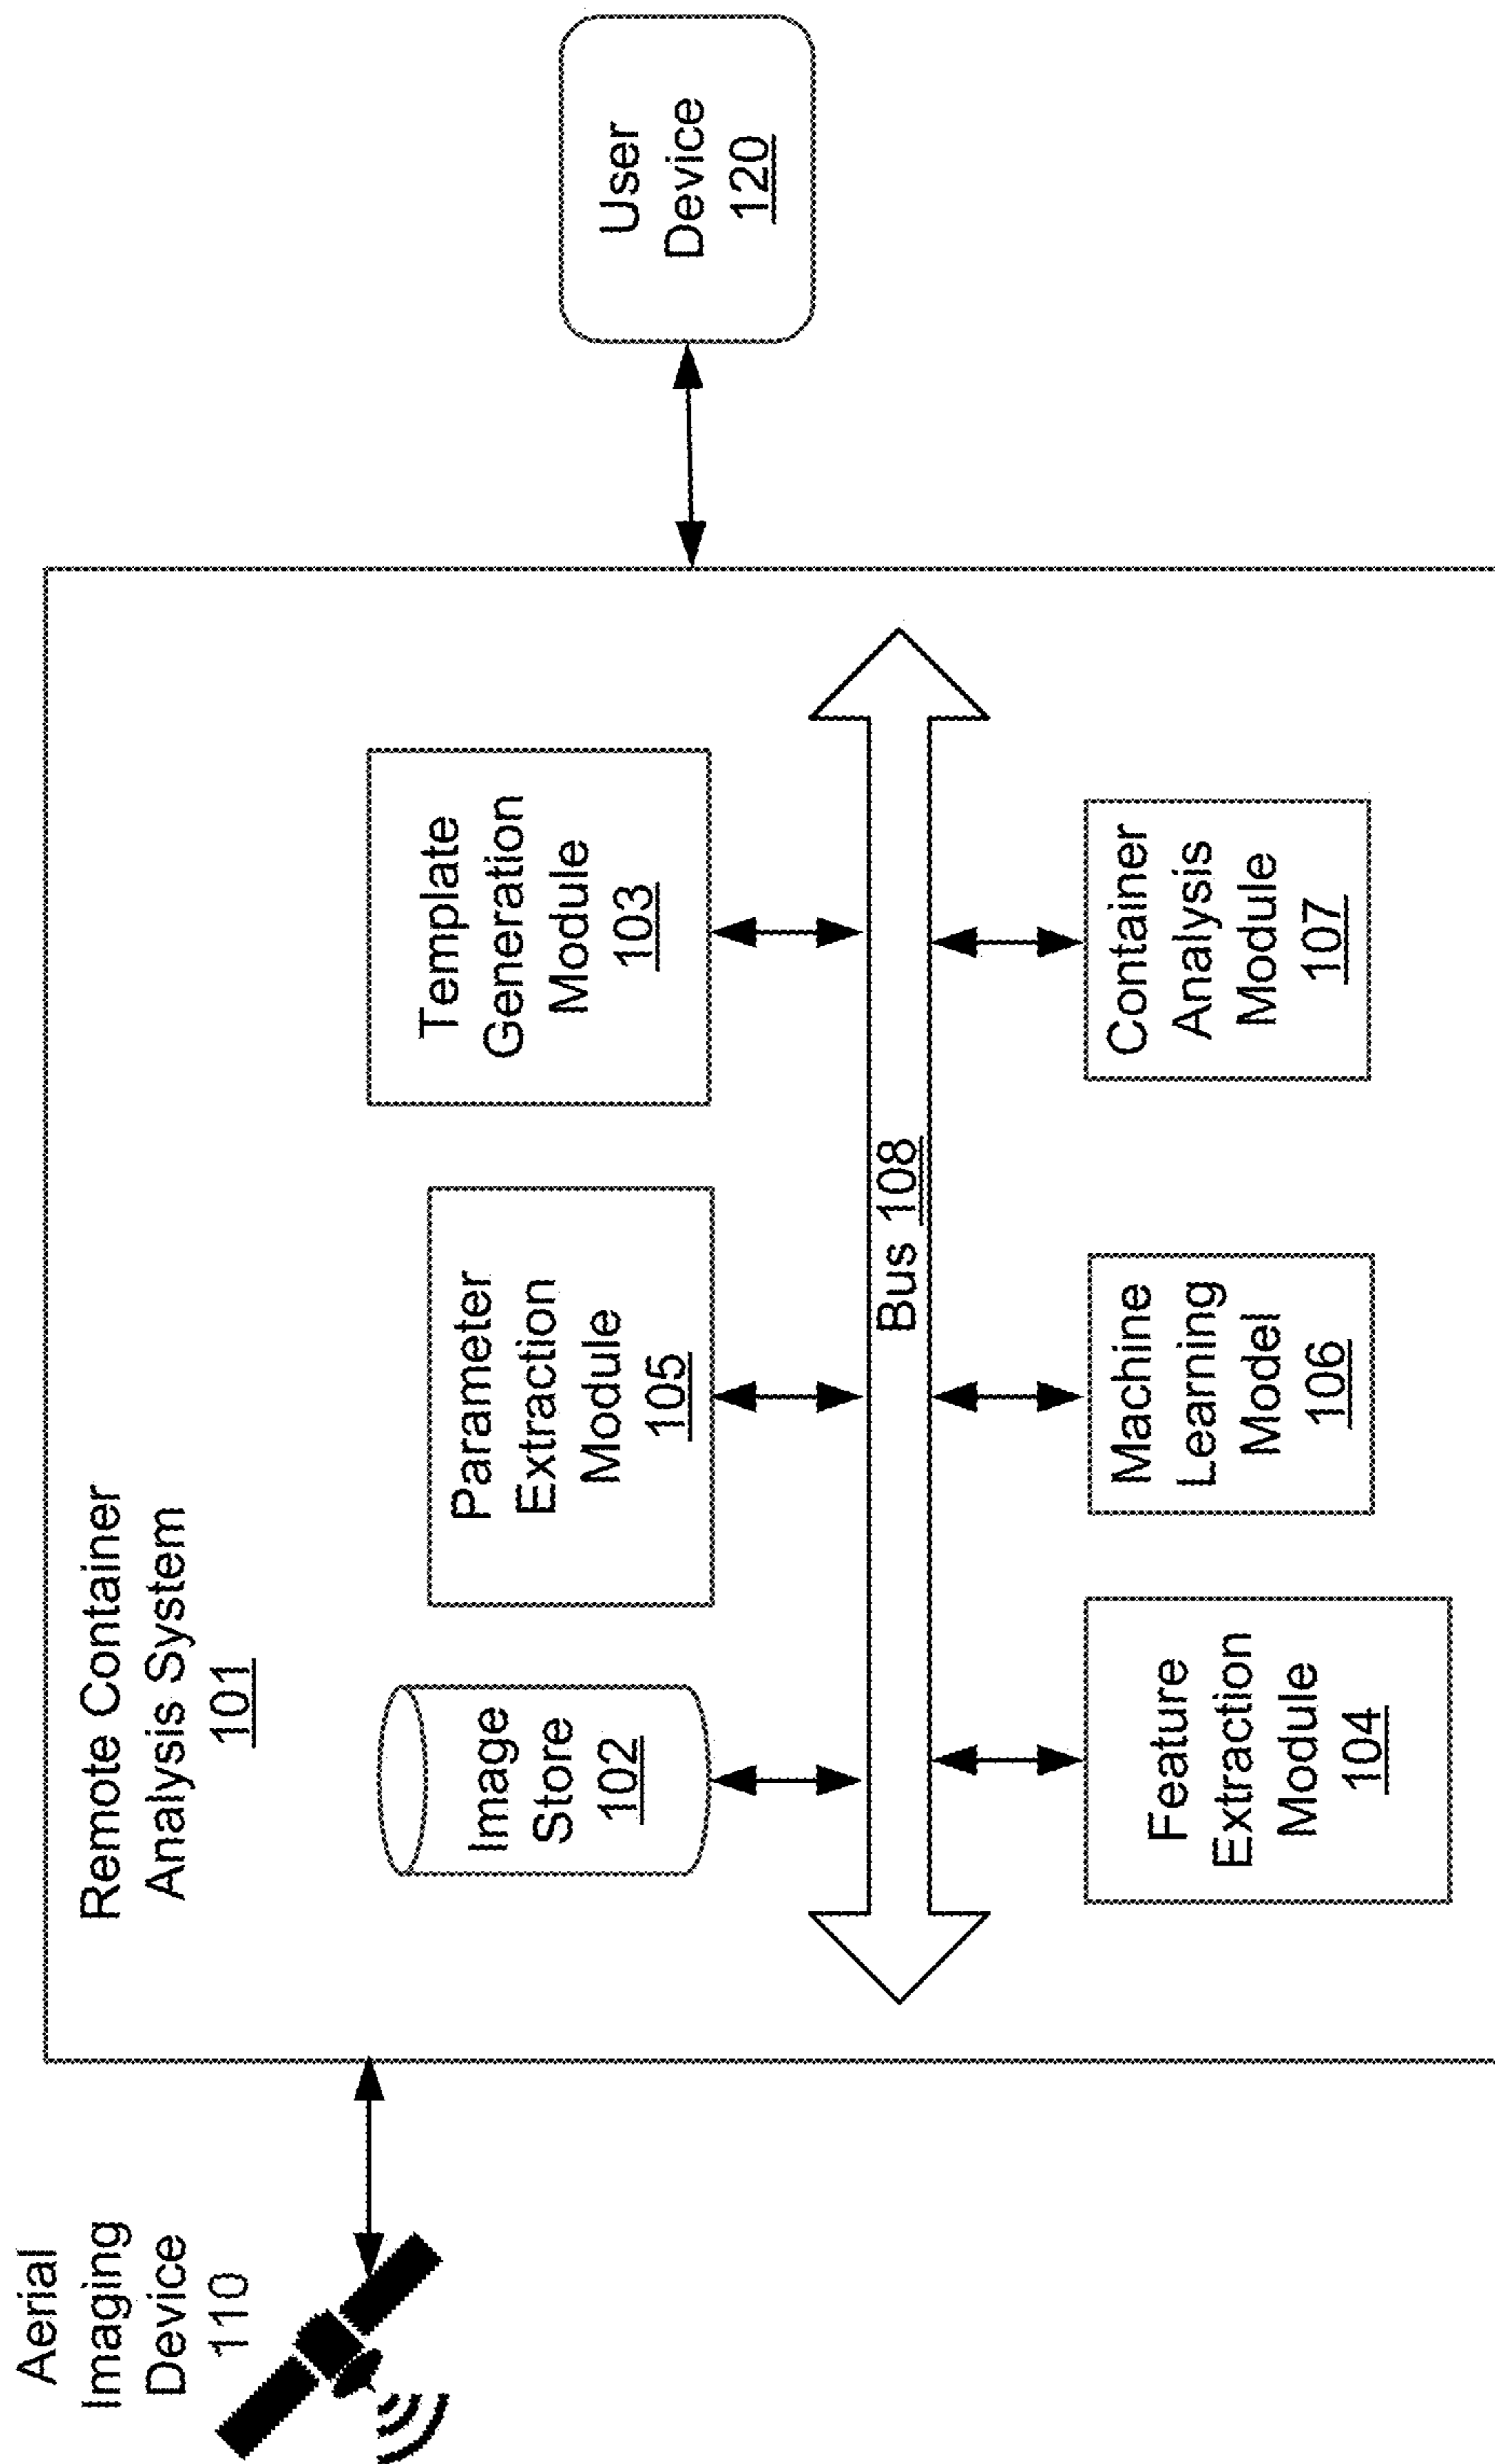 Aerial
Imaging
Device
110
Remote Container
Analysis System
101
Image
Store
102
Parameter
Extraction
Module
105
Template
Generation
Module
103
Bus 108
Feature
Extraction
Module
104
Machine
Learning
Model
106
Container
Analysis
Module
107
User
Device
120